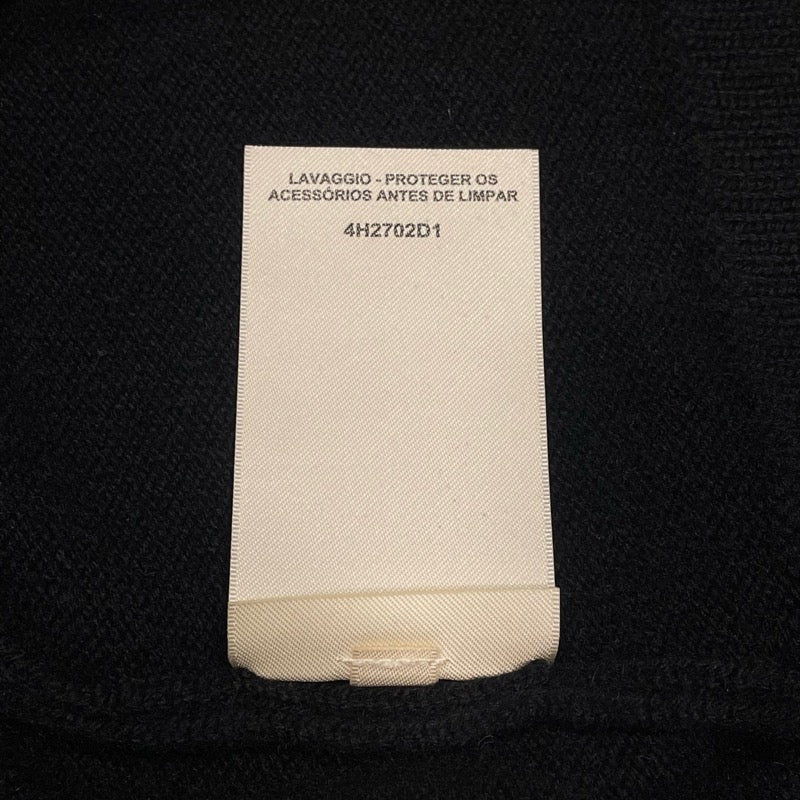 LAVAGGIO - PROTEGER OS
ACESSÓRIOS ANTES DE LIMPAR
4H2702D1